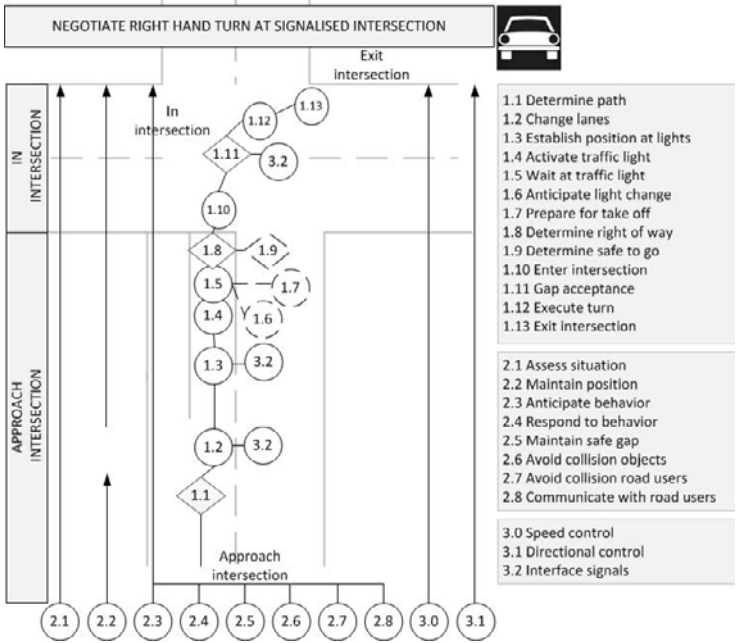 NEGOTIATE RIGHT HAND TURN AT SIGNALISED INTERSECTION
Exit
intersection
In
intersection
IN
INTERSECTION
1.13
1.12
1.11
3.2
1.10
1.8
1.9
1.5
1.7
1.4
1.6
1.3
3.2
1.2
3.2
1.1
APPROACH
INTERSECTION
Approach
intersection
2.1
2.2
2.3
2.4
2.5
2.6
2.7
2.8
3.0
3.1
1.1 Determine path
1.2 Change lanes
1.3 Establish position at lights
1.4 Activate traffic light
1.5 Wait at traffic light
1.6 Anticipate light change
1.7 Prepare for take off
1.8 Determine right of way
1.9 Determine safe to go
1.10 Enter intersection
1.11 Gap acceptance
1.12 Execute turn
1.13 Exit intersection
2.1 Assess situation
2.2 Maintain position
2.3 Anticipate behavior
2.4 Respond to behavior
2.5 Maintain safe gap
2.6 Avoid collision objects
2.7 Avoid collision road users
2.8 Communicate with road users
3.0 Speed control
3.1 Directional control
3.2 Interface signals